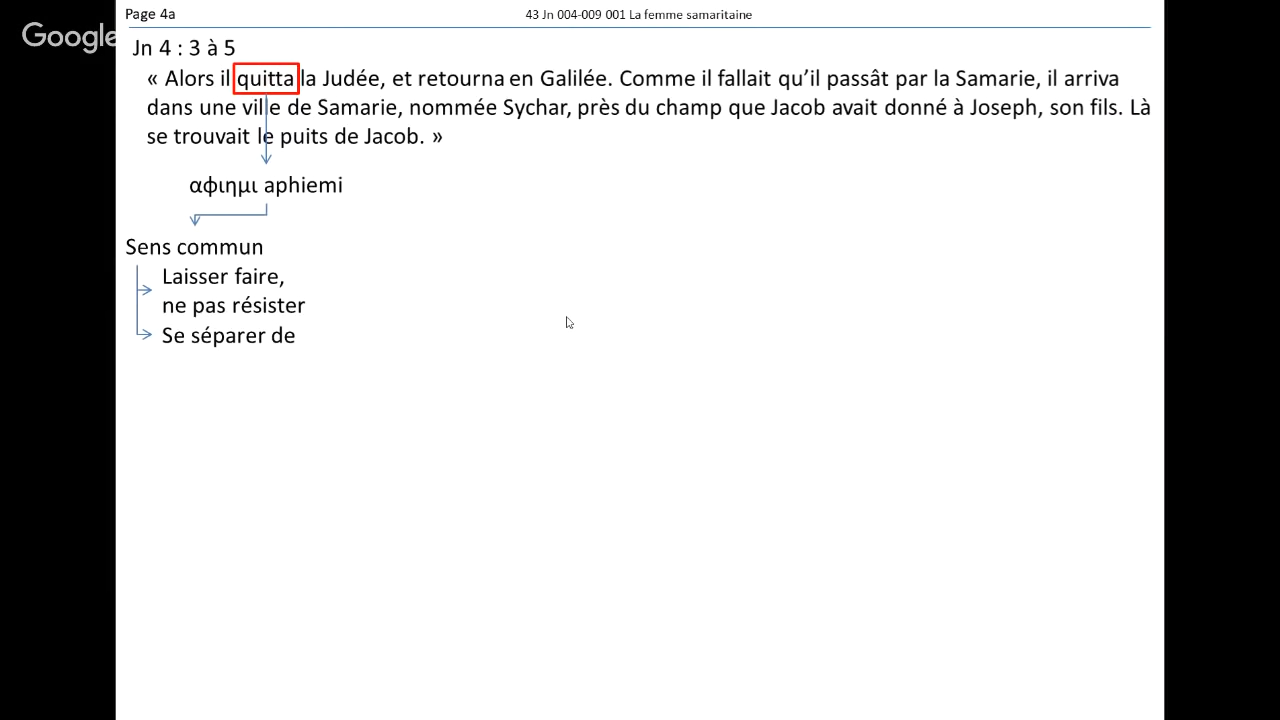 Google
Page 4a
43 Jn 004-009 001 La femme samaritaine
Jn 4 : 3 à 5
« Alors il quitta la Judée, et retourna en Galilée. Comme il fallait qu’il passât par la Samarie, il arriva
dans une ville de Samarie, nommée Sychar, près du champ que Jacob avait donné à Joseph, son fils. Là
se trouvait le puits de Jacob. »
αφιημι aphiemi
Sens commun
Laisser faire,
ne pas résister
Se séparer de